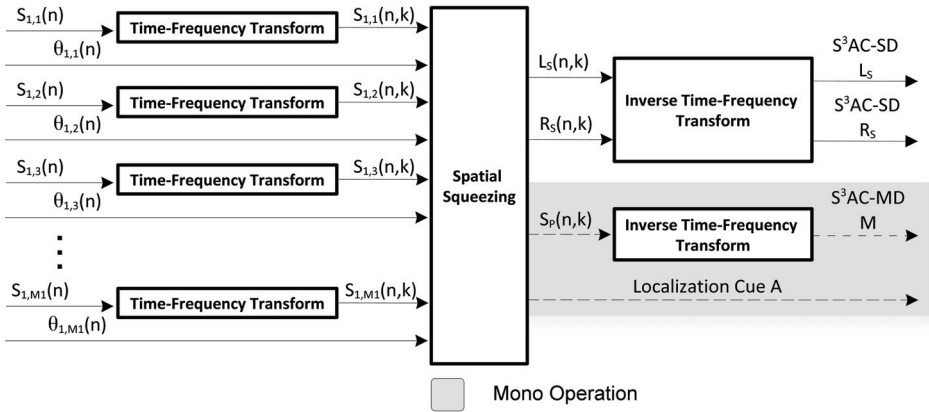 S1,1(n) Time-Frequency Transform S1,1(n,k)
θ1,1(n)
S1,2(n) Time-Frequency Transform S1,2(n,k)
θ1,2(n)
S1,3(n) Time-Frequency Transform S1,3(n,k)
θ1,3(n)
S1,M1(n) Time-Frequency Transform S1,M1(n,k)
θ1,M1(n)
Spatial
Squeezing
LS(n,k)
RS(n,k)
Inverse Time-Frequency
Transform
S³AC-SD
LS
S³AC-SD
RS
SP(n,k)
Inverse Time-Frequency
Transform
S³AC-MD
M
Localization Cue A
Mono Operation